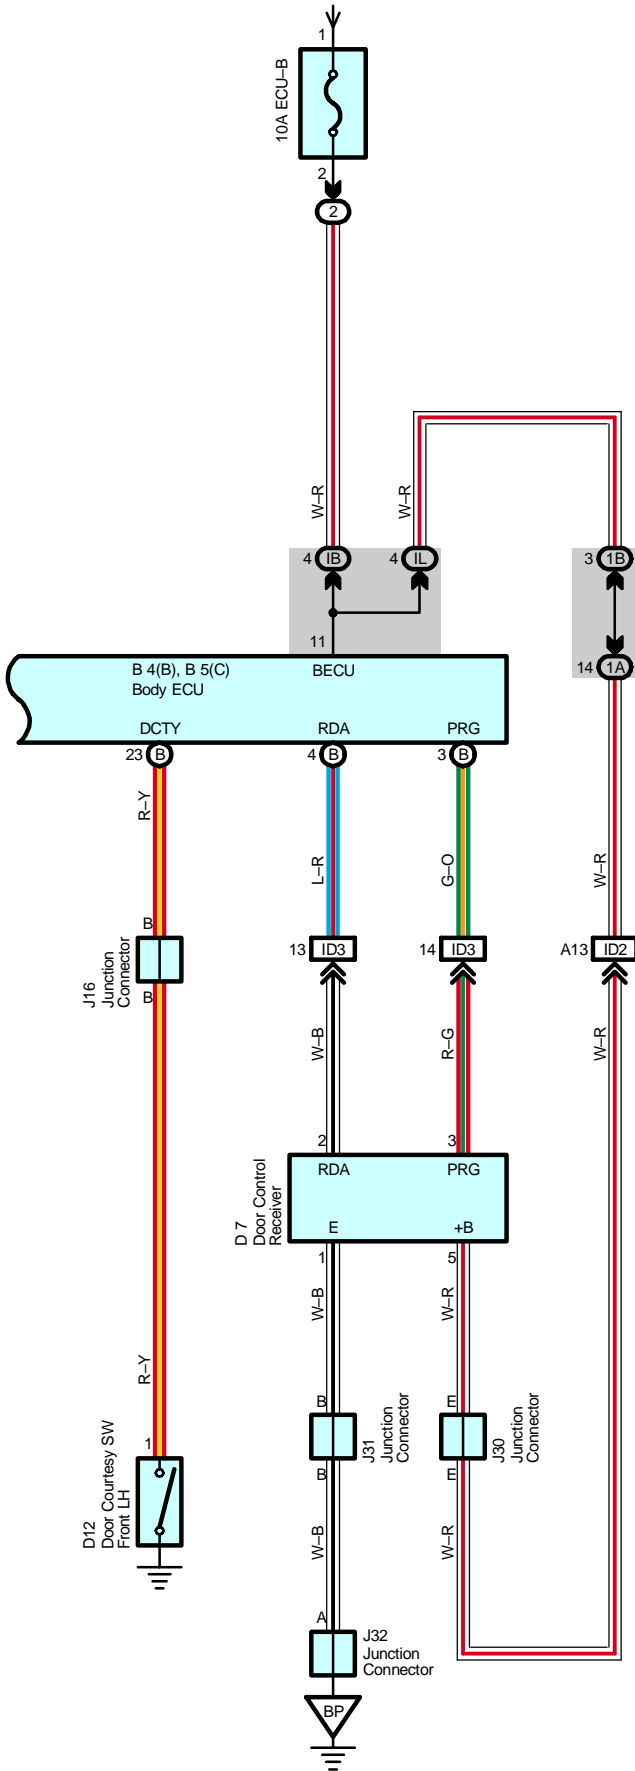 1
10A ECU–B
2
2
W–R
W–R
4 IB
4 IL
3 1B
11
14 1A
B 4(B), B 5(C)
Body ECU
BECU
DCTY
RDA
PRG
23 B
4 B
3 B
R–Y
L–R
G–O
W–R
B
J16
Junction
Connector
B
13 ID3
14 ID3
A13 ID2
W–B
R–G
W–R
2
3
D 7
Door Control
Receiver
RDA
PRG
E
+B
1
5
W–B
W–R
R–Y
B
J31
Junction
Connector
B
E
J30
Junction
Connector
E
1
D12
Door Courtesy SW
Front LH
W–B
W–R
A
J32
Junction
Connector
BP